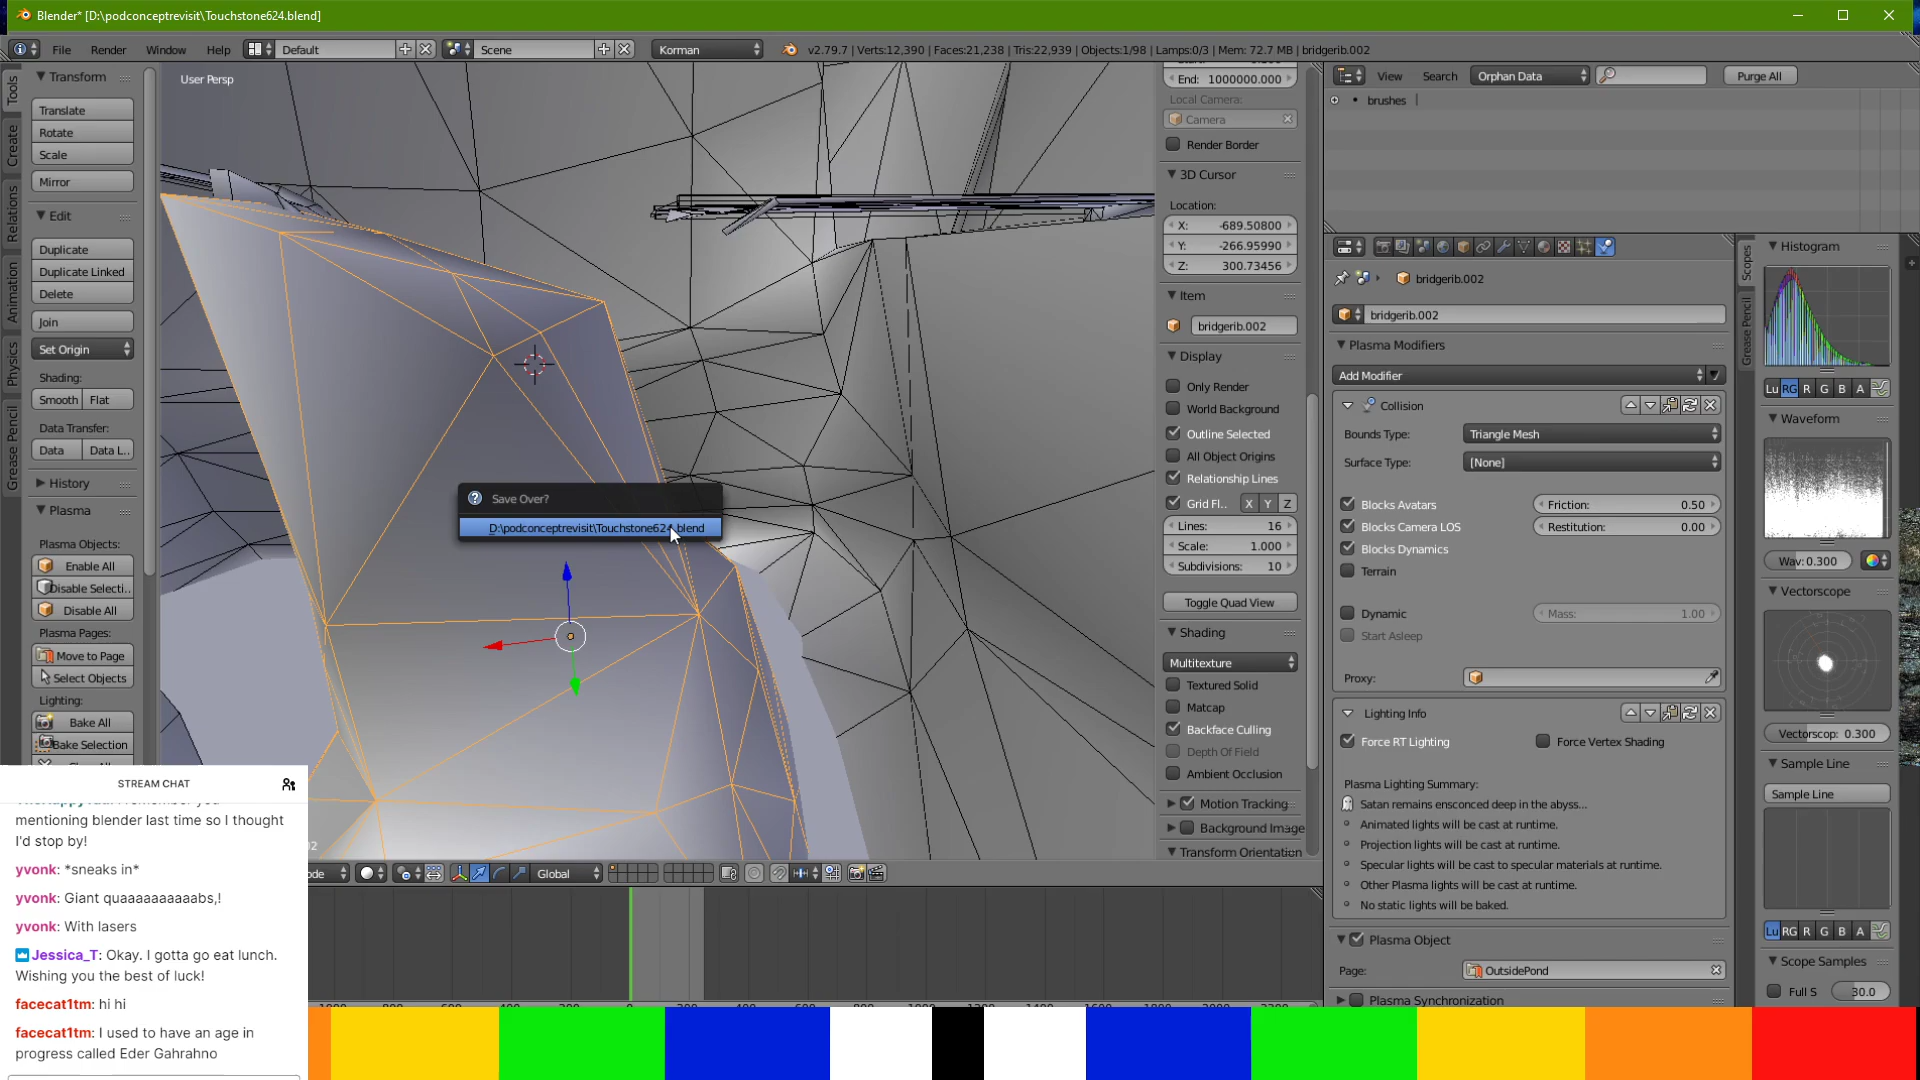 Blender* [D:\podconceptrevisit\Touchstone624.blend]
File Render Window Help Default Scene Korman v2.79.7 | Verts:12,390 | Faces:21,238 | Tris:22,939 | Objects:1/98 | Lamps:0/3 | Mem: 72.7 MB | bridgerib.002
Tools
Create
Relations
Animation
Physics
Grease Pencil
Transform
Translate
Rotate
Scale
Mirror
Edit
Duplicate
Duplicate Linked
Delete
Join
Set Origin
Shading:
Smooth Flat
Data Transfer:
Data Data L..
History
Plasma
Plasma Objects:
Enable All
Disable Selecti..
Disable All
Plasma Pages:
Move to Page
Select Objects
Lighting:
Bake All
Bake Selection
User Persp
Save Over?
D:\podconceptrevisit\Touchstone624.blend
Global
End: 1000000.000
Local Camera:
Camera
Render Border
3D Cursor
Location:
X: -689.50800
Y: -266.95990
Z: 300.73456
Item
bridgerib.002
Display
Only Render
World Background
Outline Selected
All Object Origins
Relationship Lines
Grid Fl.. X Y Z
Lines: 16
Scale: 1.000
Subdivisions: 10
Toggle Quad View
Shading
Multitexture
Textured Solid
Matcap
Backface Culling
Depth Of Field
Ambient Occlusion
Motion Tracking
Background Image
Transform Orientation
View Search Orphan Data Purge All
brushes
bridgerib.002
bridgerib.002
Plasma Modifiers
Add Modifier
Collision
Bounds Type: Triangle Mesh
Surface Type: [None]
Blocks Avatars Friction: 0.50
Blocks Camera LOS Restitution: 0.00
Blocks Dynamics
Terrain
Dynamic Mass: 1.00
Start Asleep
Proxy:
Lighting Info
Force RT Lighting Force Vertex Shading
Plasma Lighting Summary:
Satan remains ensconced deep in the abyss...
Animated lights will be cast at runtime.
Projection lights will be cast at runtime.
Specular lights will be cast to specular materials at runtime.
Other Plasma lights will be cast at runtime.
No static lights will be baked.
Plasma Object
Page: OutsidePond
Plasma Synchronization
Scopes
Grease Pencil
Histogram
Lu RG R G B A
Waveform
Wav: 0.300
Vectorscope
Vectorscop: 0.300
Sample Line
Sample Line
Lu RG R G B A
Scope Samples
Full S 30.0
STREAM CHAT
mentioning blender last time so I thought
I'd stop by!
yvonk: *sneaks in*
yvonk: Giant quaaaaaaaaaabs,!
yvonk: With lasers
Jessica_T: Okay. I gotta go eat lunch.
Wishing you the best of luck!
facecat1tm: hi hi
facecat1tm: I used to have an age in
progress called Eder Gahrahno